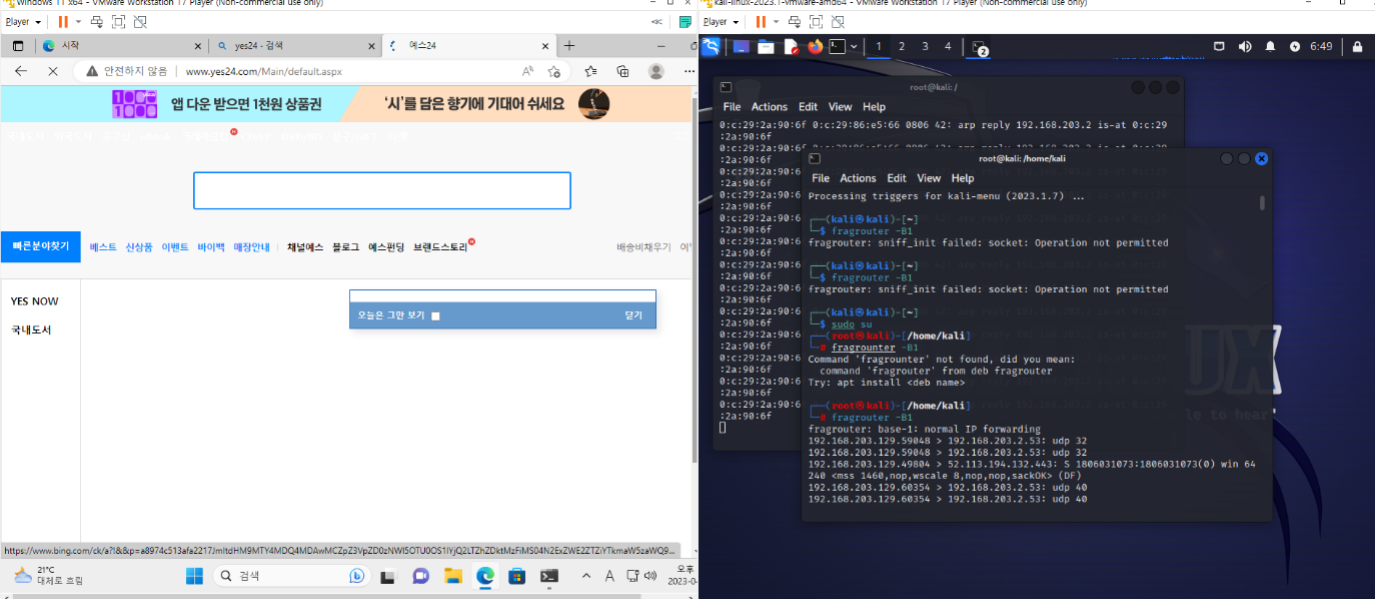 Windows 11 x64 - VMware Workstation 17 Player (Non-commercial use only)
Player
시작
yes24 - 검색
예스24
안전하지 않음
www.yes24.com/Main/default.aspx
앱 다운 받으면 1천원 상품권
‘시’를 담은 향기에 기대어 쉬세요
빠른분야찾기
베스트 신상품 이벤트 바이백 매장안내
채널예스 블로그 예스펀딩 브랜드스토리
배송비채우기
YES NOW
국내도서
오늘은 그만 보기
닫기
21°C
대체로 흐림
검색
A
오후
2023-0
kali-linux-2023.1-vmware-amd64 - VMware Workstation 17 Player (Non-commercial use only)
Player
1 2 3 4
2
6:49
root@kali: /
File Actions Edit View Help
0:c:29:2a:90:6f 0:c:29:86:e5:66 0806 42: arp reply 192.168.203.2 is-at 0:c:29
:2a:90:6f
0:c:29:2a:90:6
:2a:90:6f
0:c:29:2a:90:6
:2a:90:6f
0:c:29:2a:90:6
:2a:90:6f
0:c:29:2a:90:6
:2a:90:6f
0:c:29:2a:90:6
:2a:90:6f
0:c:29:2a:90:6
:2a:90:6f
0:c:29:2a:90:6
:2a:90:6f
0:c:29:2a:90:6
:2a:90:6f
0:c:29:2a:90:6
:2a:90:6f
0:c:29:2a:90:6
:2a:90:6f
0:c:29:2a:90:6
:2a:90:6f
0:c:29:2a:90:6
:2a:90:6f
root@kali: /home/kali
File Actions Edit View Help
Processing triggers for kali-menu (2023.1.7) ...
(kali㉿kali)-[~]
$ fragrouter -B1
fragrouter: sniff_init failed: socket: Operation not permitted
(kali㉿kali)-[~]
$ fragrouter -B1
fragrouter: sniff_init failed: socket: Operation not permitted
(kali㉿kali)-[~]
$ sudo su
(root㉿kali)-[/home/kali]
# fragrounter -B1
Command 'fragrounter' not found, did you mean:
command 'fragrouter' from deb fragrouter
Try: apt install <deb name>
(root㉿kali)-[/home/kali]
# fragrouter -B1
fragrouter: base-1: normal IP forwarding
192.168.203.129.59048 > 192.168.203.2.53: udp 32
192.168.203.129.59048 > 192.168.203.2.53: udp 32
192.168.203.129.49804 > 52.113.194.132.443: S 1806031073:1806031073(0) win 64
240 <mss 1460,nop,wscale 8,nop,nop,sackOK> (DF)
192.168.203.129.60354 > 192.168.203.2.53: udp 40
192.168.203.129.60354 > 192.168.203.2.53: udp 40
UX